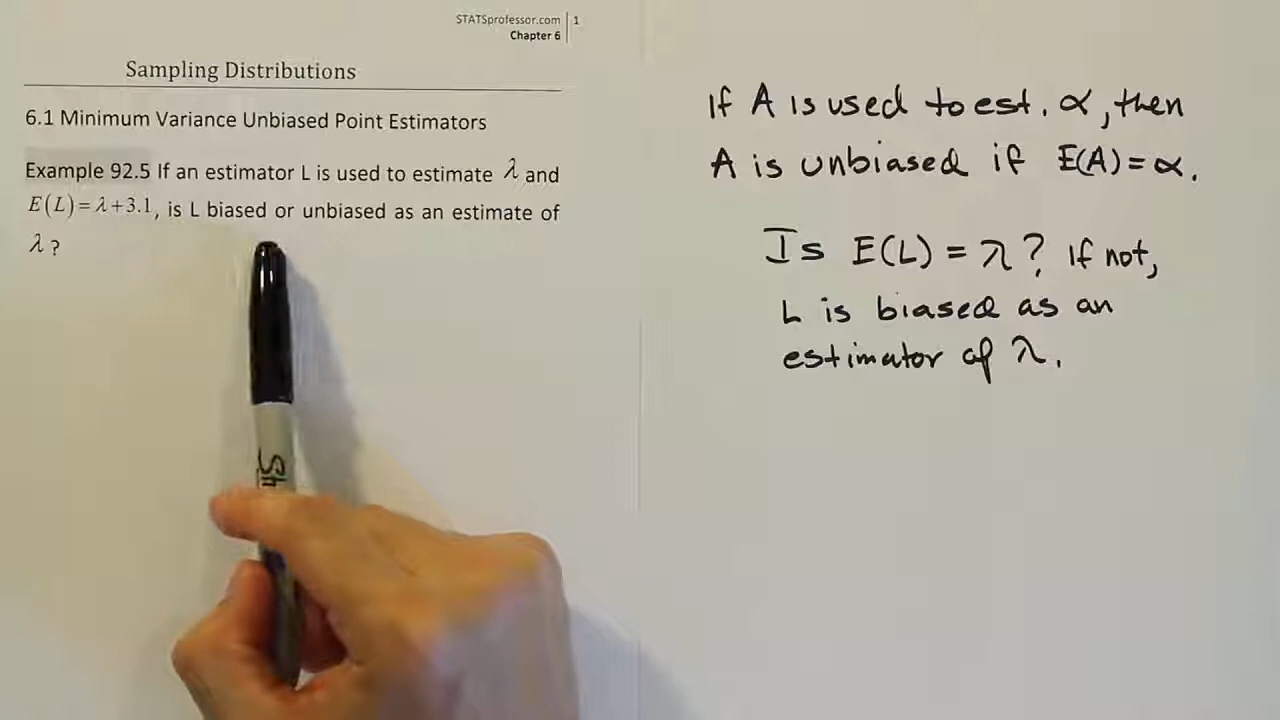 STATSprofessor.com 1
Chapter 6
Sampling Distributions
6.1 Minimum Variance Unbiased Point Estimators
Example 92.5 If an estimator L is used to estimate λ and
E(L)=λ+3.1, is L biased or unbiased as an estimate of
λ ?
If A is used to est. α, then
A is unbiased if E(A)=α.
Is E(L) = λ? if not,
L is biased as an
estimator of λ.